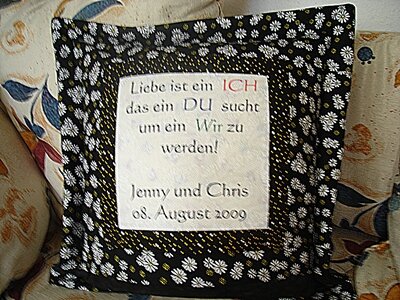 Liebe ist ein ICH
das ein DU sucht
um ein Wir zu
werden!
Jenny und Chris
08. August 2009